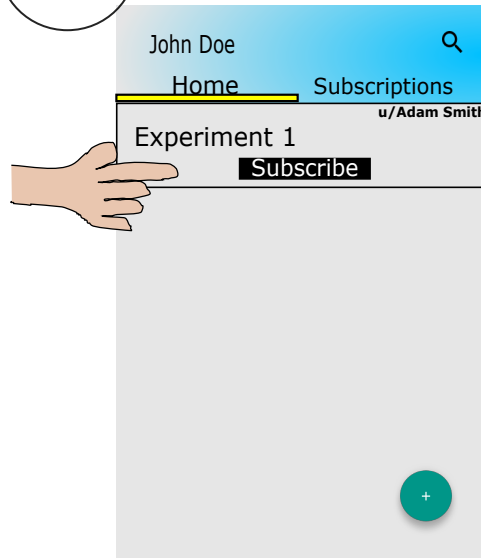 John Doe
Home Subscriptions
u/Adam Smith
Experiment 1
Subscribe
+